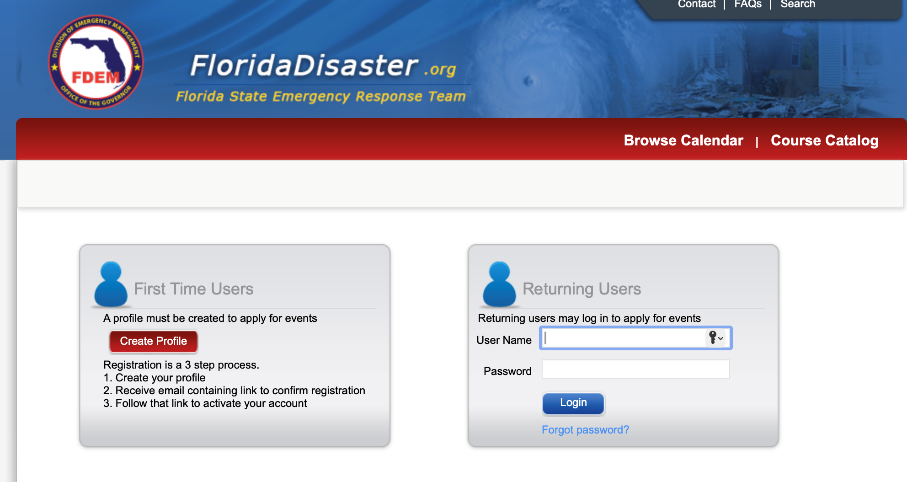 Contact | FAQs | Search
DIVISION OF EMERGENCY MANAGEMENT
FDEM
OFFICE OF THE GOVERNOR
FloridaDisaster .org
Florida State Emergency Response Team
Browse Calendar | Course Catalog
First Time Users
A profile must be created to apply for events
Create Profile
Registration is a 3 step process.
1. Create your profile
2. Receive email containing link to confirm registration
3. Follow that link to activate your account
Returning Users
Returning users may log in to apply for events
User Name
Password
Login
Forgot password?